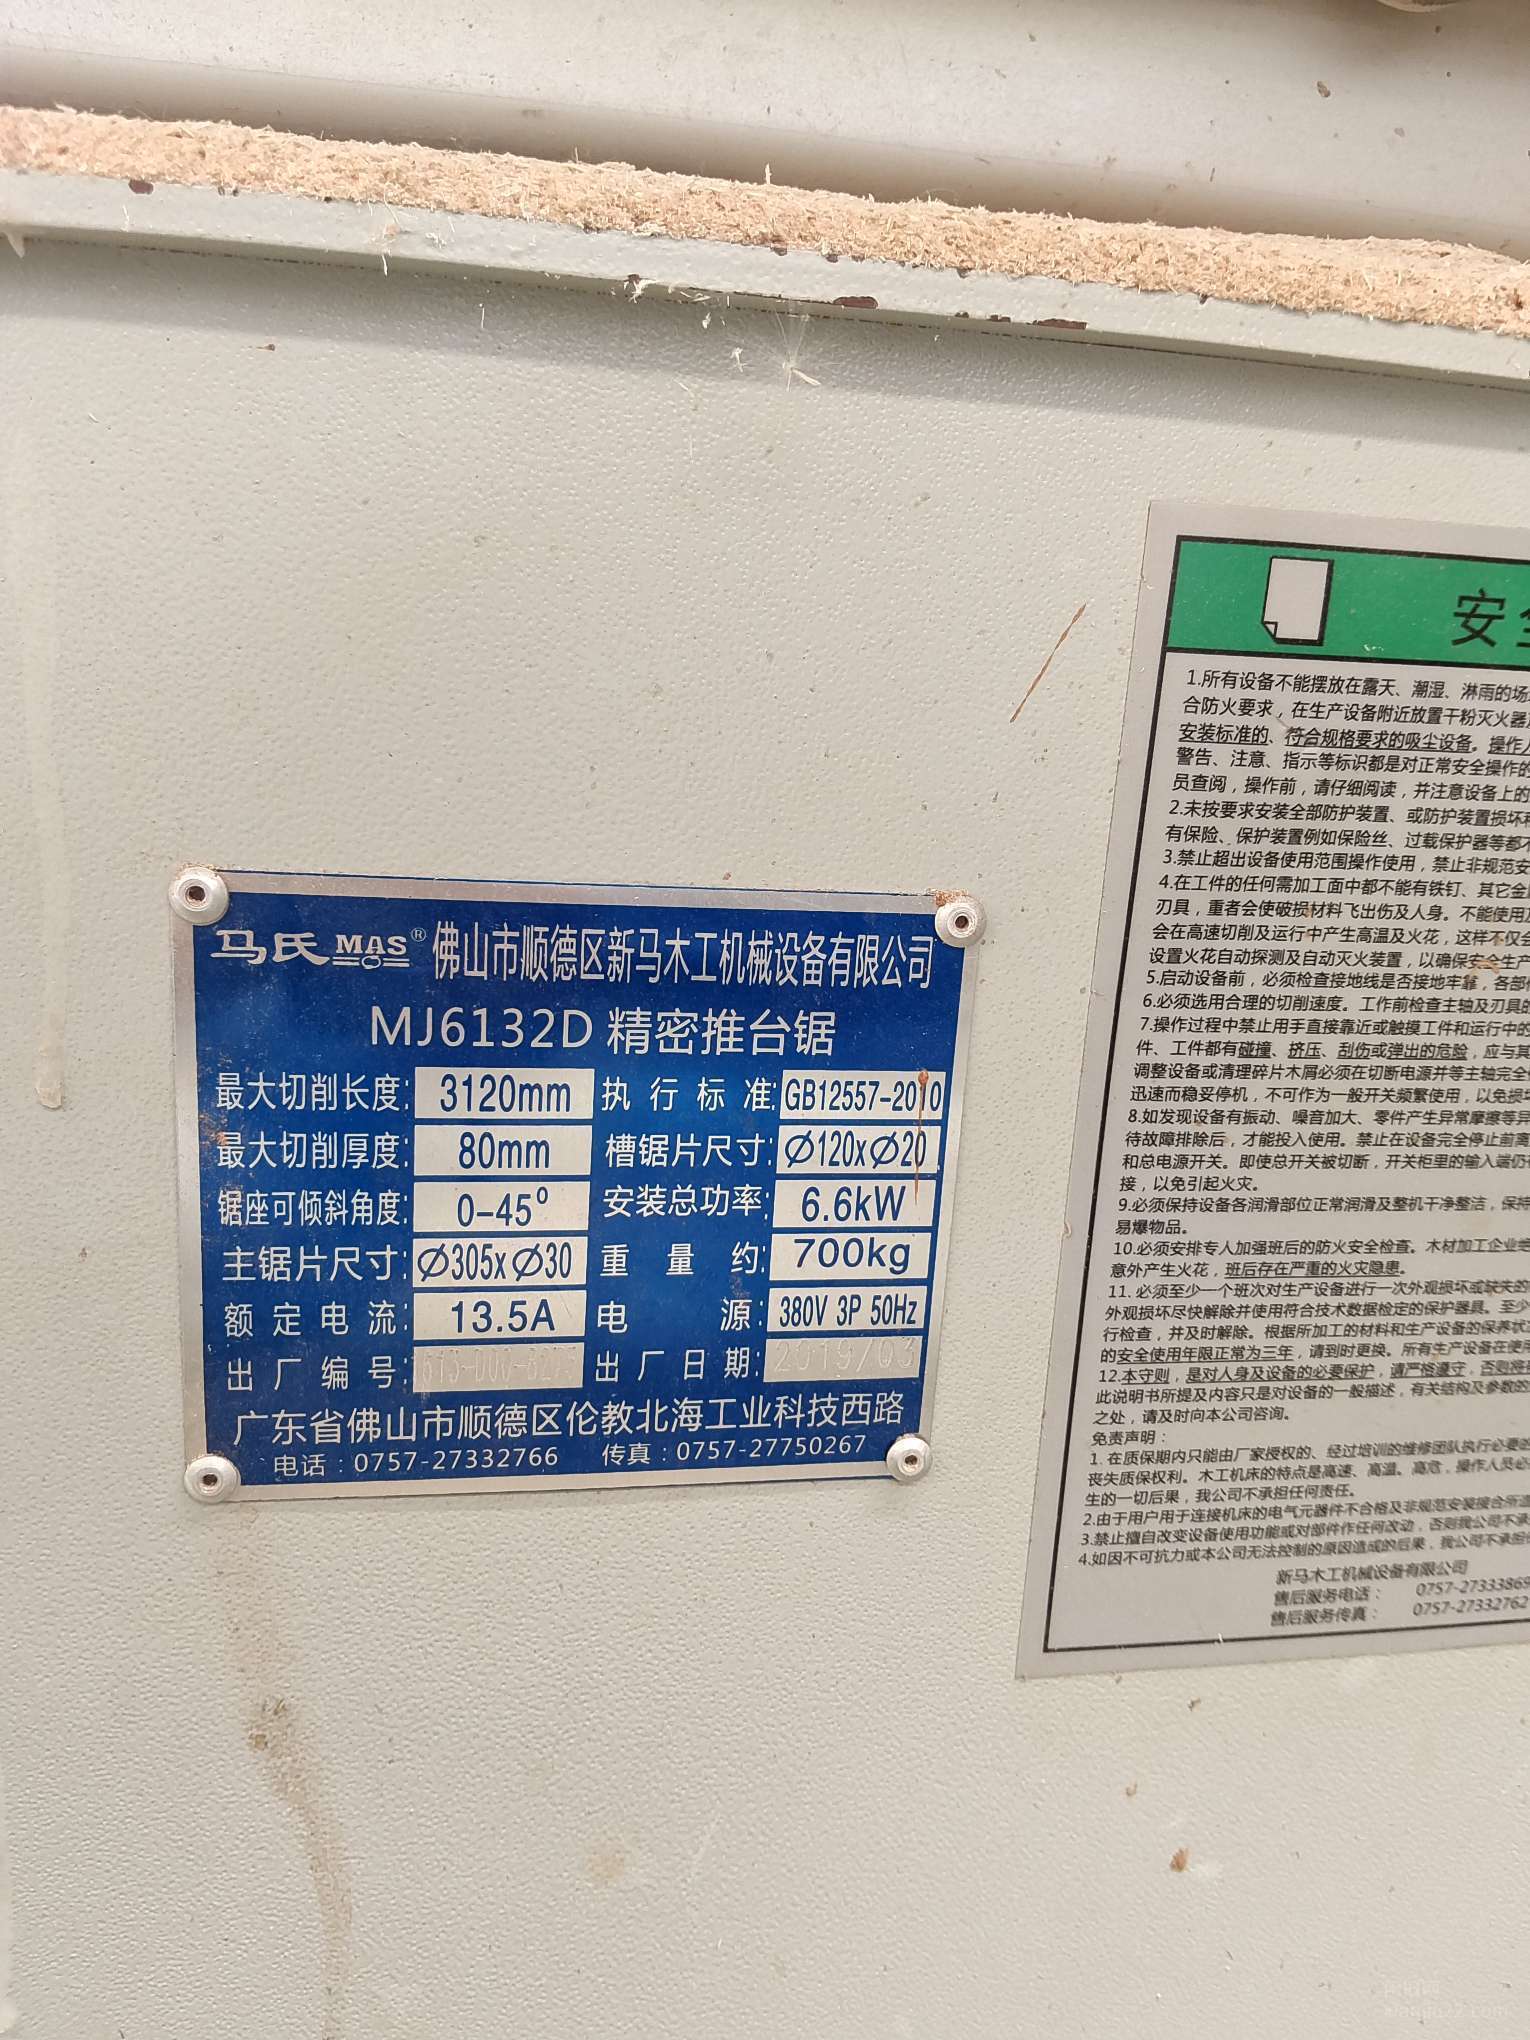 马氏 MAS® 佛山市顺德区新马木工机械设备有限公司
MJ6132D 精密推台锯
最大切削长度: 3120mm 执行标准: GB12557-2010
最大切削厚度: 80mm 槽锯片尺寸: Ø120xØ20
锯座可倾斜角度: 0-45° 安装总功率: 6.6kW
主锯片尺寸: Ø305xØ30 重量约: 700kg
额定电流: 13.5A 电源: 380V 3P 50Hz
出厂编号: 出厂日期: 2019/03
广东省佛山市顺德区伦教北海工业科技西路
电话:0757-27332766 传真:0757-27750267
安全
1.所有设备不能摆放在露天、潮湿、淋雨的场
合防火要求，在生产设备附近放置干粉灭火器
安装标准的、符合规格要求的吸尘设备。操作
警告、注意、指示等标识都是对正常安全操作的
员查阅，操作前，请仔细阅读，并注意设备上的
2.未按要求安装全部防护装置、或防护装置损坏
有保险、保护装置例如保险丝、过载保护器等都
3.禁止超出设备使用范围操作使用，禁止非规范安
4.在工件的任何需加工面中都不能有铁钉、其它金
刃具，重者会使破损材料飞出伤及人身。不能使用
会在高速切削及运行中产生高温及火花，这样不仅
设置火花自动探测及自动灭火装置，以确保安全生产
5.启动设备前，必须检查接地线是否接地牢靠，各部
6.必须选用合理的切削速度。工作前检查主轴及刃具的
7.操作过程中禁止用手直接靠近或触摸工件和运行中的
件、工件都有碰撞、挤压、刮伤或弹出的危险，应与其
调整设备或清理碎片木屑必须在切断电源并等主轴完全
迅速而稳妥停机，不可作为一般开关频繁使用，以免损
8.如发现设备有振动、噪音加大、零件产生异常摩擦等异
待故障排除后，才能投入使用。禁止在设备完全停止前离
和总电源开关。即使总开关被切断，开关柜里的输入端仍
接，以免引起火灾。
9.必须保持设备各润滑部位正常润滑及整机干净整洁，保持
易爆物品。
10.必须安排专人加强班后的防火安全检查。木材加工企业绝
意外产生火花，班后存在严重的火灾隐患。
11. 必须至少一个班次对生产设备进行一次外观损坏或缺失的
外观损坏尽快解除并使用符合技术数据检定的保护器具。至少
行检查，并及时解除。根据所加工的材料和生产设备的保养状
的安全使用年限正常为三年，请到时更换。所有生产设备在使用
12.本守则，是对人身及设备的必要保护，请严格遵守，否则将
此说明书所提及内容只是对设备的一般描述，有关结构及参数的
之处，请及时向本公司咨询。
免责声明：
1. 在质保期内只能由厂家授权的、经过培训的维修团队执行必要的
丧失质保权利。木工机床的特点是高速、高温、高危，操作人员必
生的一切后果，我公司不承担任何责任。
2.由于用户用于连接机床的电气元器件不合格及非规范安装接合所造
3.禁止擅自改变设备使用功能或对部件作任何改动，否则我公司不承
4.如因不可抗力或本公司无法控制的原因造成的后果，我公司不承担
新马木工机械设备有限公司
售后服务电话： 0757-27333869
售后服务传真： 0757-27332762